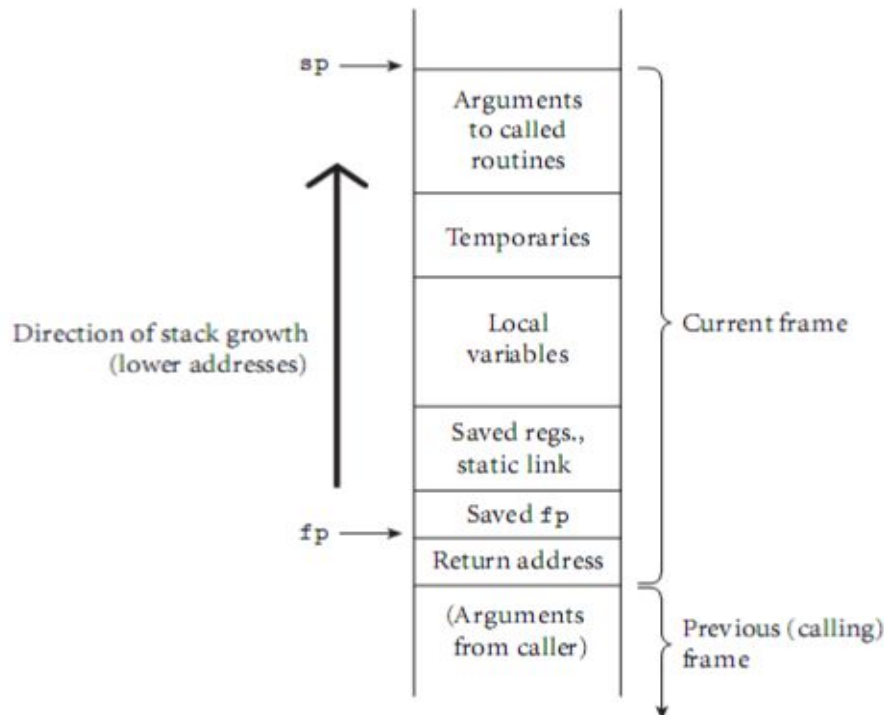 sp
Arguments
to called
routines
Temporaries
Direction of stack growth
(lower addresses)
Local
variables
Current frame
Saved regs.,
static link
Saved fp
fp
Return address
(Arguments
from caller)
Previous (calling)
frame